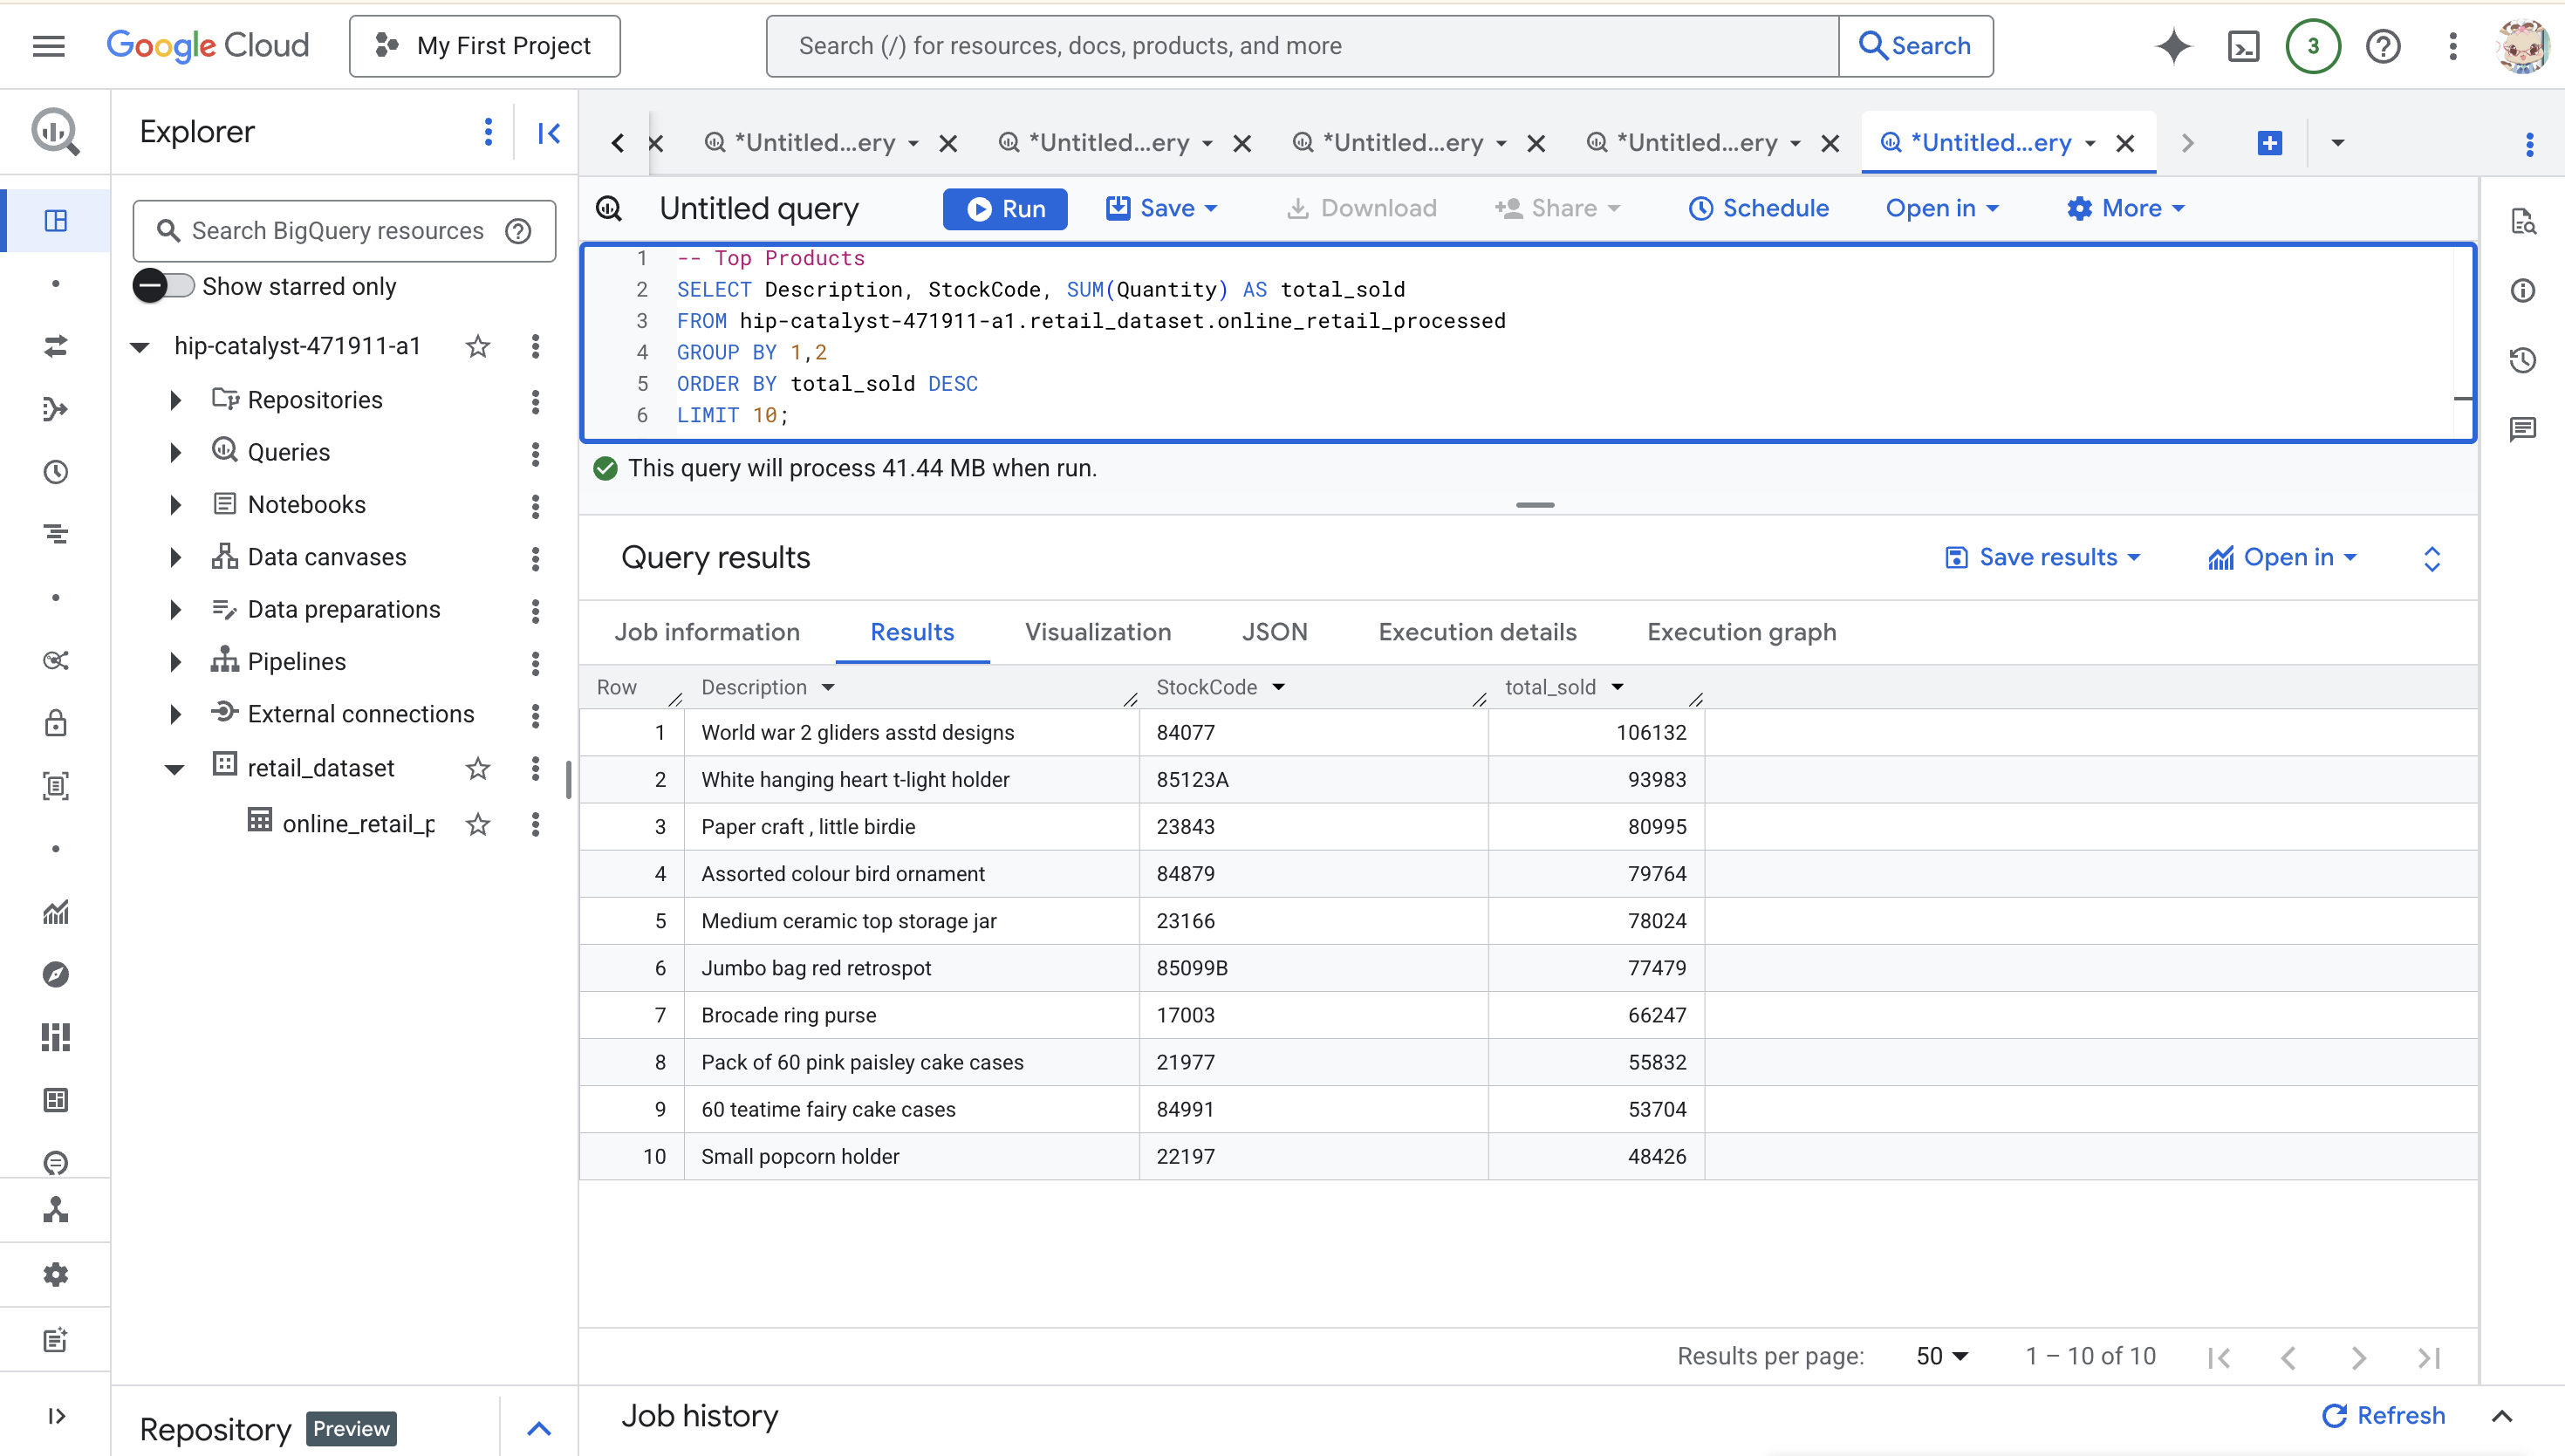 Google Cloud
My First Project
Search (/) for resources, docs, products, and more
Search
3
Explorer
*Untitled...ery
*Untitled...ery
*Untitled...ery
*Untitled...ery
*Untitled...ery
Search BigQuery resources
Show starred only
hip-catalyst-471911-a1
Repositories
Queries
Notebooks
Data canvases
Data preparations
Pipelines
External connections
retail_dataset
online_retail_p
Repository Preview
Untitled query
Run
Save
Download
Share
Schedule
Open in
More
1 -- Top Products
2 SELECT Description, StockCode, SUM(Quantity) AS total_sold
3 FROM hip-catalyst-471911-a1.retail_dataset.online_retail_processed
4 GROUP BY 1,2
5 ORDER BY total_sold DESC
6 LIMIT 10;
This query will process 41.44 MB when run.
Query results
Save results
Open in
Job information Results Visualization JSON Execution details Execution graph
Row Description StockCode total_sold
1 World war 2 gliders asstd designs 84077 106132
2 White hanging heart t-light holder 85123A 93983
3 Paper craft , little birdie 23843 80995
4 Assorted colour bird ornament 84879 79764
5 Medium ceramic top storage jar 23166 78024
6 Jumbo bag red retrospot 85099B 77479
7 Brocade ring purse 17003 66247
8 Pack of 60 pink paisley cake cases 21977 55832
9 60 teatime fairy cake cases 84991 53704
10 Small popcorn holder 22197 48426
Results per page: 50 1 – 10 of 10
Job history
Refresh